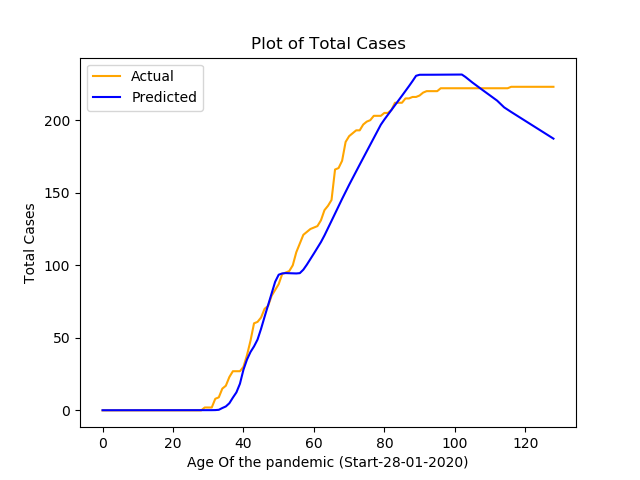 Plot of Total Cases
Actual
Predicted
200
150
100
50
0
Total Cases
0 20 40 60 80 100 120
Age Of the pandemic (Start-28-01-2020)